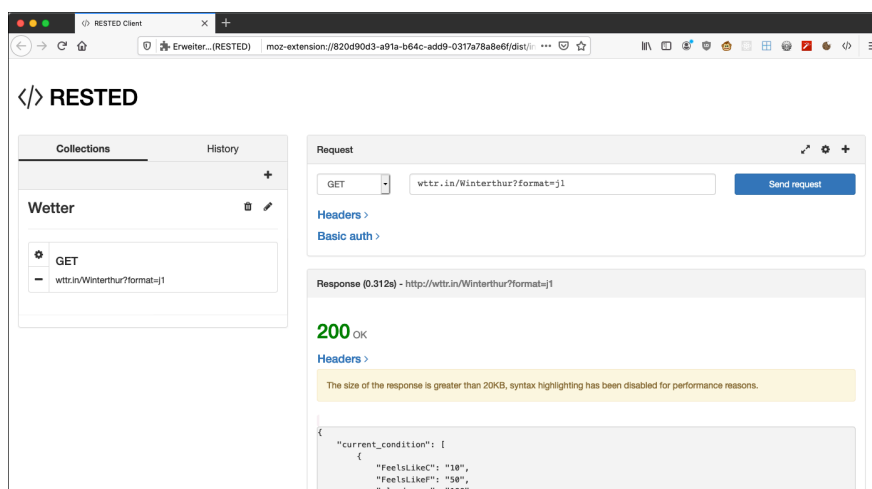 </> RESTED Client
Erweiter...(RESTED) moz-extension://820d90d3-a91a-b64c-add9-0317a78a8e6f/dist/in
</> RESTED
Collections History
Wetter
GET
wttr.in/Winterthur?format=j1
Request
GET wttr.in/Winterthur?format=j1 Send request
Headers >
Basic auth >
Response (0.312s) - http://wttr.in/Winterthur?format=j1
200 OK
Headers >
The size of the response is greater than 20KB, syntax highlighting has been disabled for performance reasons.
{
"current_condition": [
{
"FeelsLikeC": "10",
"FeelsLikeF": "50",